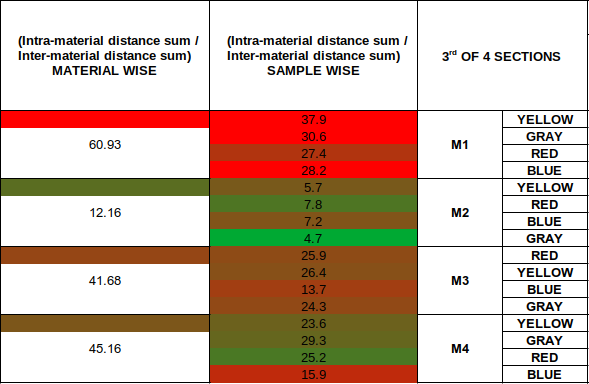 (Intra-material distance sum /
Inter-material distance sum)
MATERIAL WISE
(Intra-material distance sum /
Inter-material distance sum)
SAMPLE WISE
3rd OF 4 SECTIONS
37.9 YELLOW
30.6 GRAY
60.93 27.4 M1 RED
28.2 BLUE
5.7 YELLOW
7.8 RED
12.16 7.2 M2 BLUE
4.7 GRAY
25.9 RED
26.4 YELLOW
41.68 13.7 M3 BLUE
24.3 GRAY
23.6 YELLOW
29.3 GRAY
45.16 25.2 M4 RED
15.9 BLUE